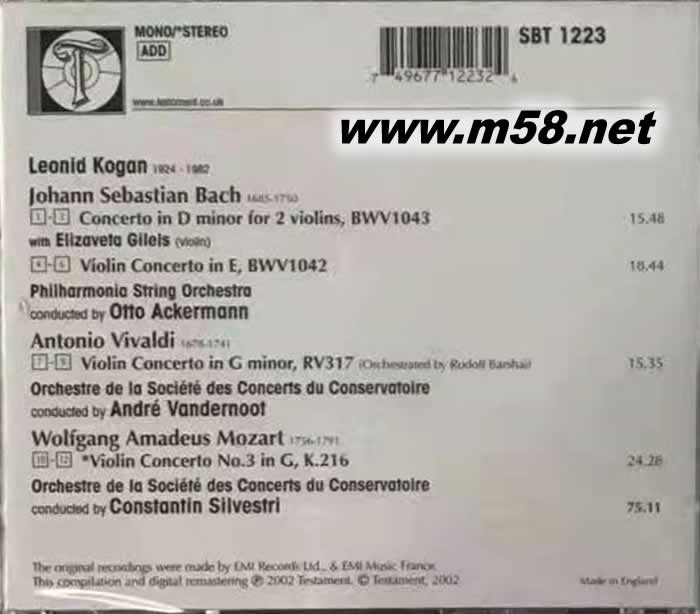 MONO/*STEREO
ADD
SBT 1223
7 49677 12232 6
www.testament.co.uk
www.m58.net
Leonid Kogan 1924 - 1982
Johann Sebastian Bach 1685-1750
1-3 Concerto in D minor for 2 violins, BWV1043 15.48
with Elizaveta Gilels (violin)
4-6 Violin Concerto in E, BWV1042 18.44
Philharmonia String Orchestra
conducted by Otto Ackermann
Antonio Vivaldi 1678-1741
7-9 Violin Concerto in G minor, RV317 (Orchestrated by Rudolf Barshai) 15.35
Orchestre de la Société des Concerts du Conservatoire
conducted by André Vandernoot
Wolfgang Amadeus Mozart 1756-1791
10-12 *Violin Concerto No.3 in G, K.216 24.28
Orchestre de la Société des Concerts du Conservatoire
conducted by Constantin Silvestri 75.11
The original recordings were made by EMI Records Ltd., & EMI Music France.
This compilation and digital remastering ℗ 2002 Testament. © Testament, 2002 Made in England